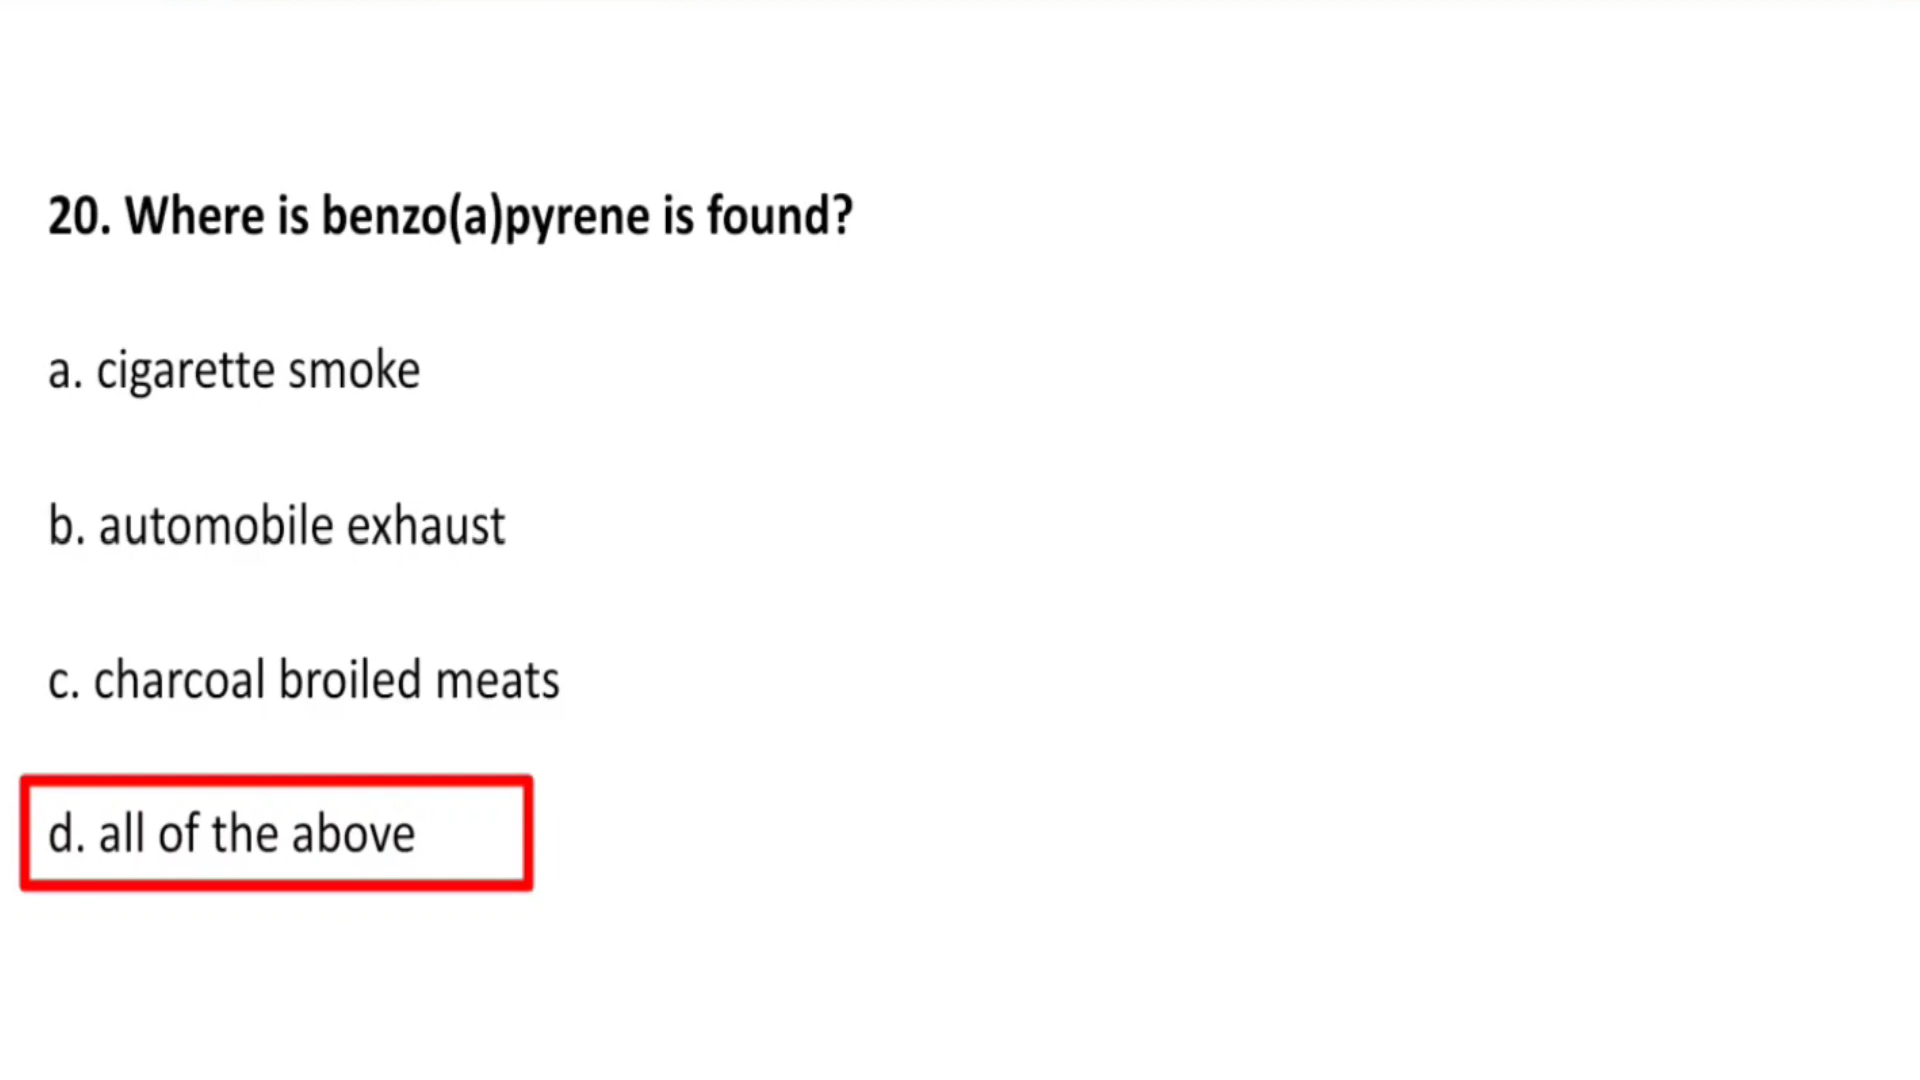 20. Where is benzo(a)pyrene is found?
a. cigarette smoke
b. automobile exhaust
c. charcoal broiled meats
d. all of the above